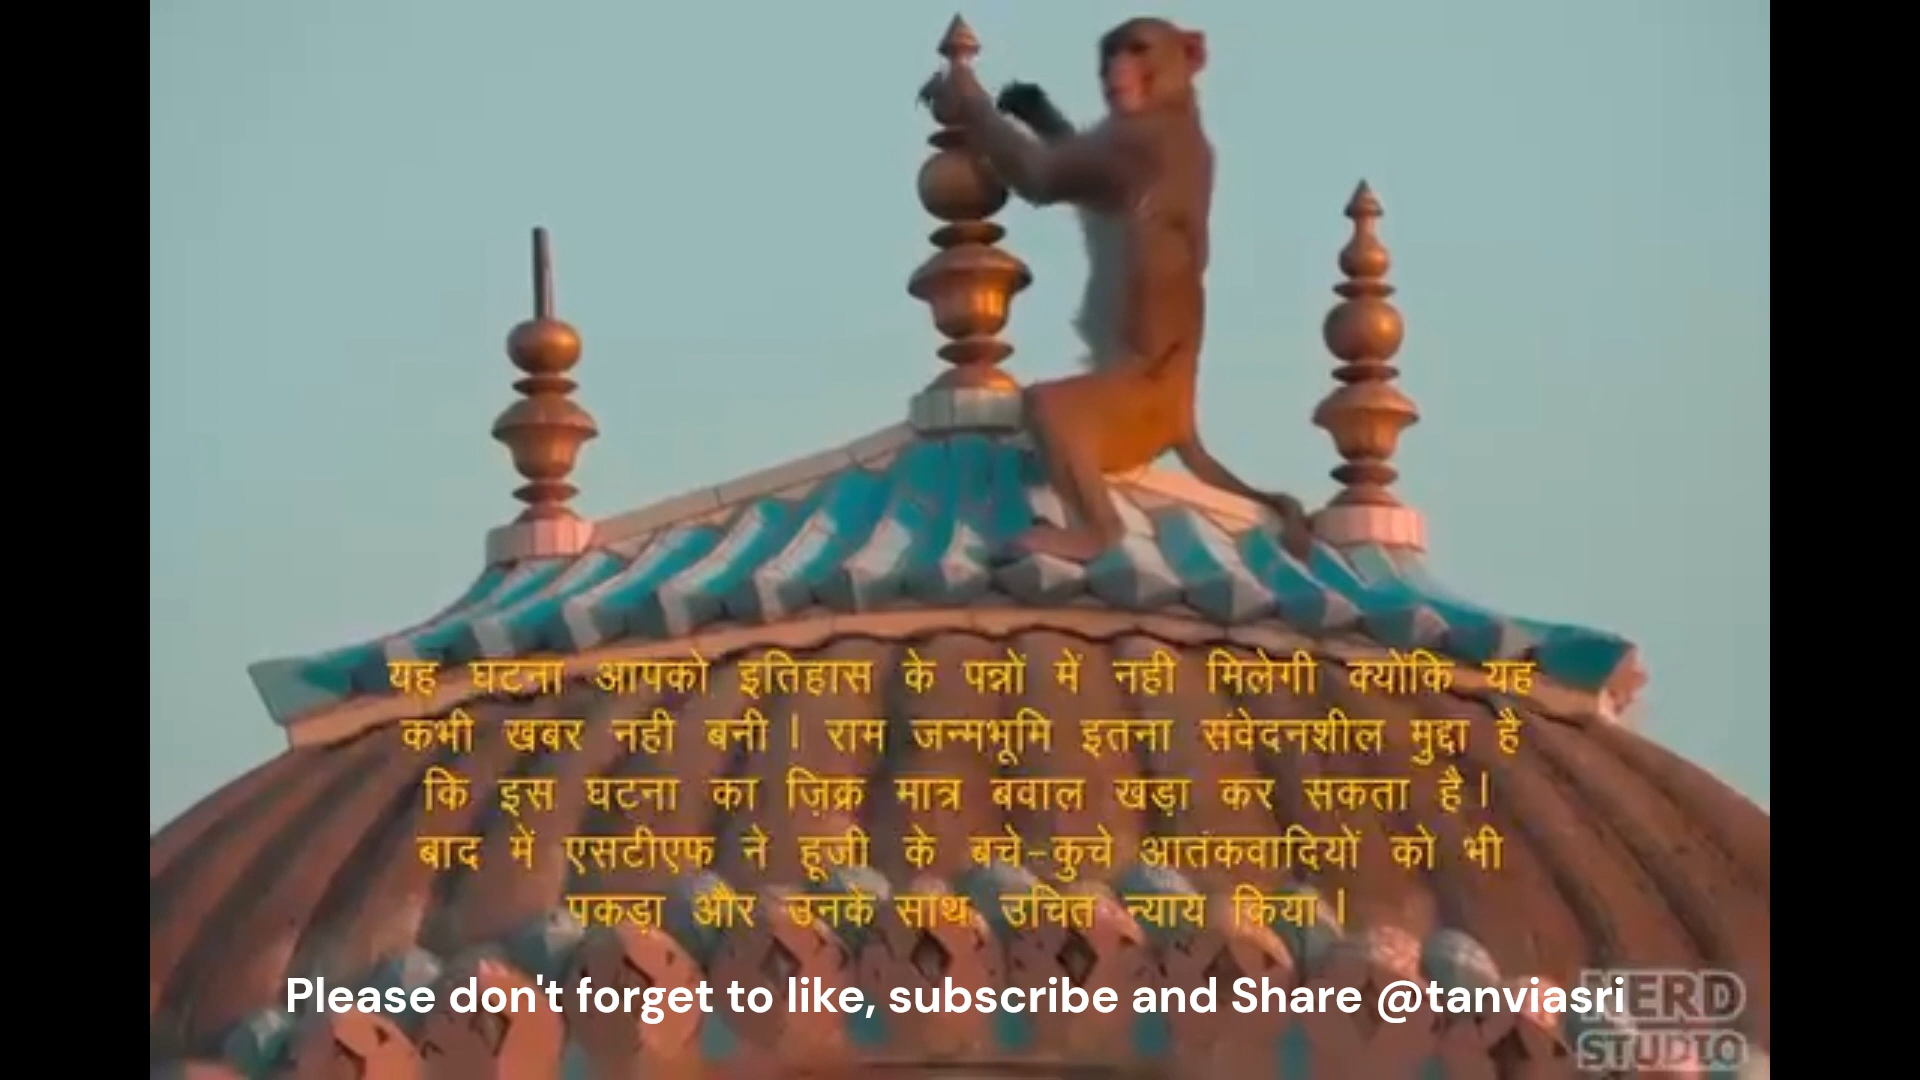 यह घटना आपको इतिहास के पन्नों में नही मिलेगी क्योंकि यह
कभी खबर नही बनी। राम जन्मभूमि इतना संवेदनशील मुद्दा है
कि इस घटना का ज़िक्र मात्र बवाल खड़ा कर सकता है।
बाद में एसटीएफ ने हूजी के बचे-कुचे आतंकवादियों को भी
पकड़ा और उनके साथ उचित न्याय किया।
Please don't forget to like, subscribe and Share @tanviasri
NERD
STUDIO